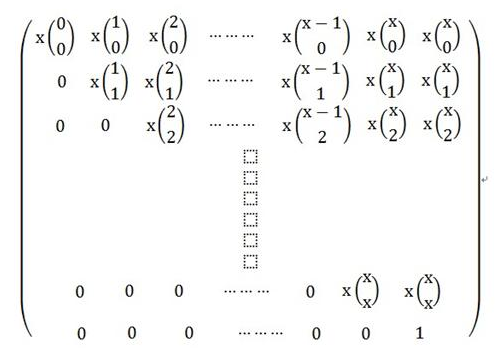 x(0 0) x(1 0) x(2 0) ⋯⋯⋯ x(x−1 0) x(x 0) x(x 0)
0 x(1 1) x(2 1) ⋯⋯⋯ x(x−1 1) x(x 1) x(x 1)
0 0 x(2 2) ⋯⋯⋯ x(x−1 2) x(x 2) x(x 2)
0 0 0 ⋯⋯⋯ 0 x(x x) x(x x)
0 0 0 ⋯⋯⋯ 0 0 1